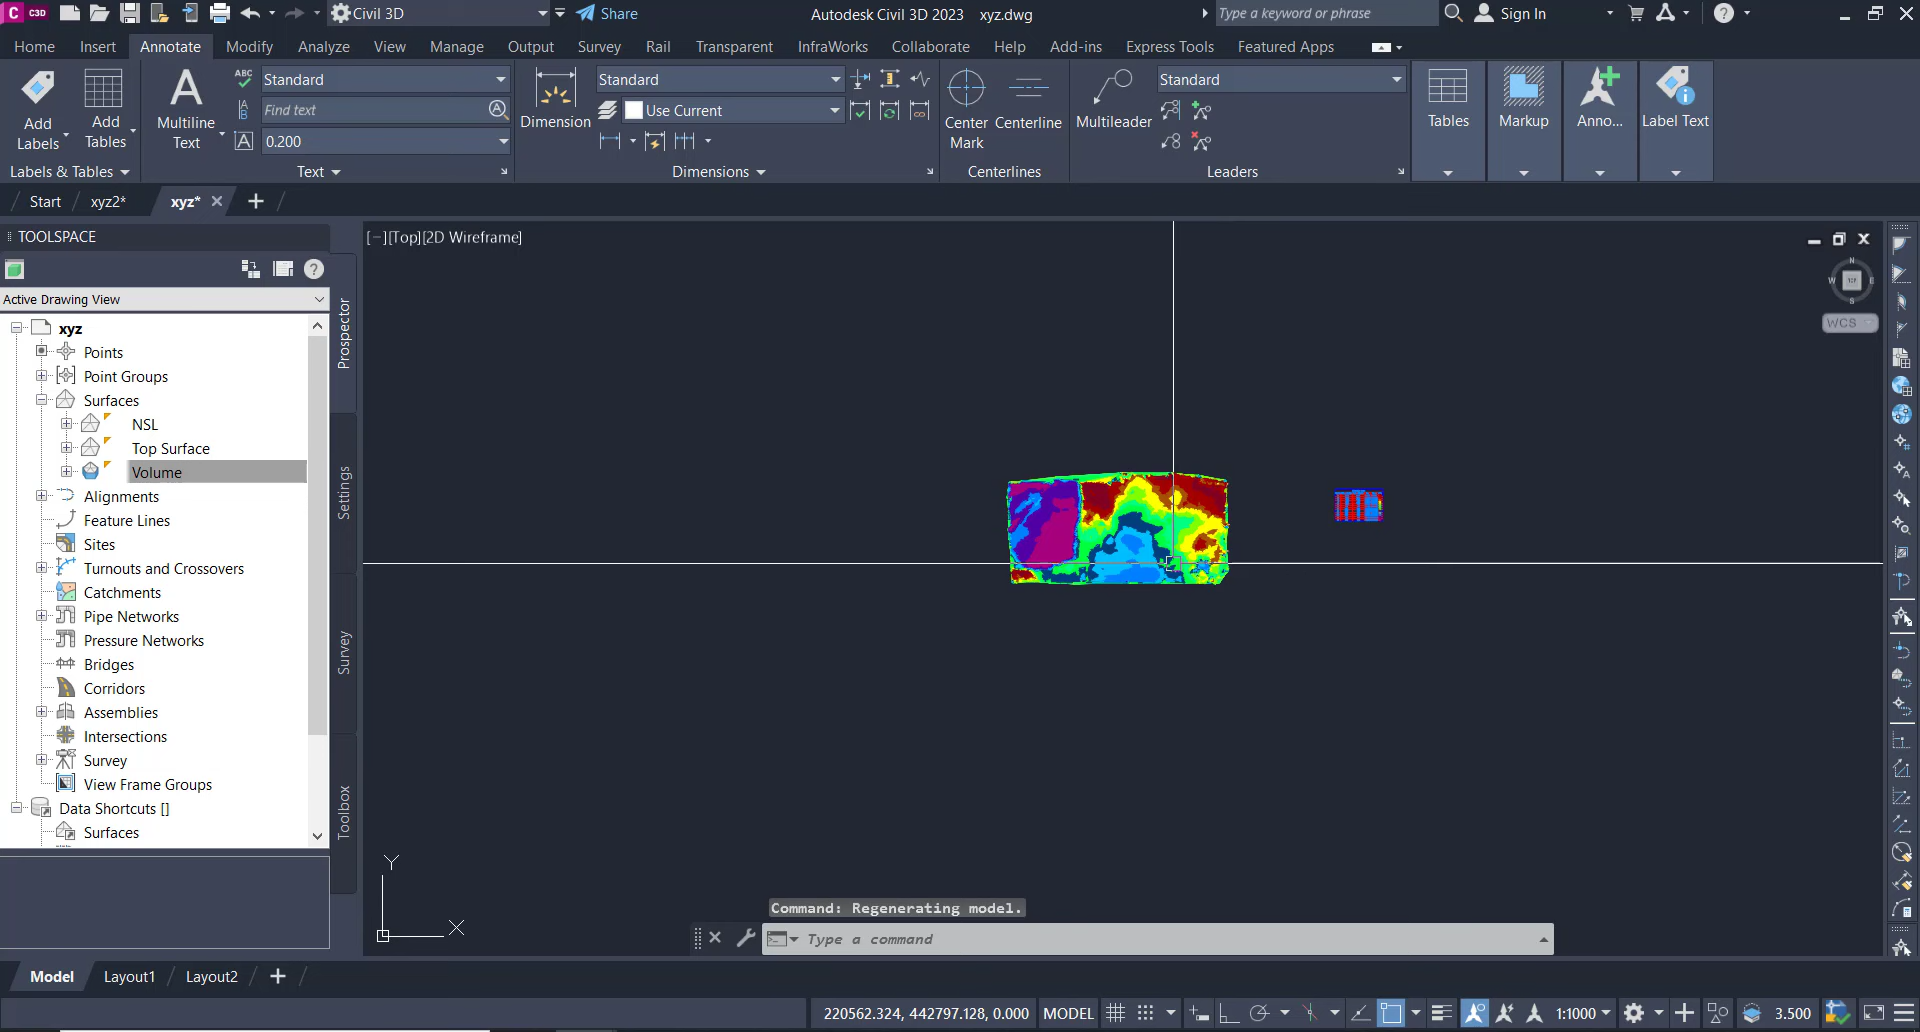 C C3D Civil 3D Share Autodesk Civil 3D 2023 xyz.dwg Type a keyword or phrase Sign In
Home Insert Annotate Modify Analyze View Manage Output Survey Rail Transparent InfraWorks Collaborate Help Add-ins Express Tools Featured Apps
Add Labels
Add Tables
Labels & Tables
Multiline Text
ABC
Standard
Find text
0.200
Text
Dimension
Standard
Use Current
Dimensions
Center Mark
Centerline
Centerlines
Multileader
Standard
Leaders
Tables
Markup
Anno...
Label Text
Start xyz2* xyz*
TOOLSPACE
Active Drawing View
xyz
Points
Point Groups
Surfaces
NSL
Top Surface
Volume
Alignments
Feature Lines
Sites
Turnouts and Crossovers
Catchments
Pipe Networks
Pressure Networks
Bridges
Corridors
Assemblies
Intersections
Survey
View Frame Groups
Data Shortcuts []
Surfaces
Prospector
Settings
Survey
Toolbox
[−][Top][2D Wireframe]
N
W TOP E
S
WCS
Y
X
Command: Regenerating model.
Type a command
Model Layout1 Layout2
220562.324, 442797.128, 0.000 MODEL 1:1000 3.500